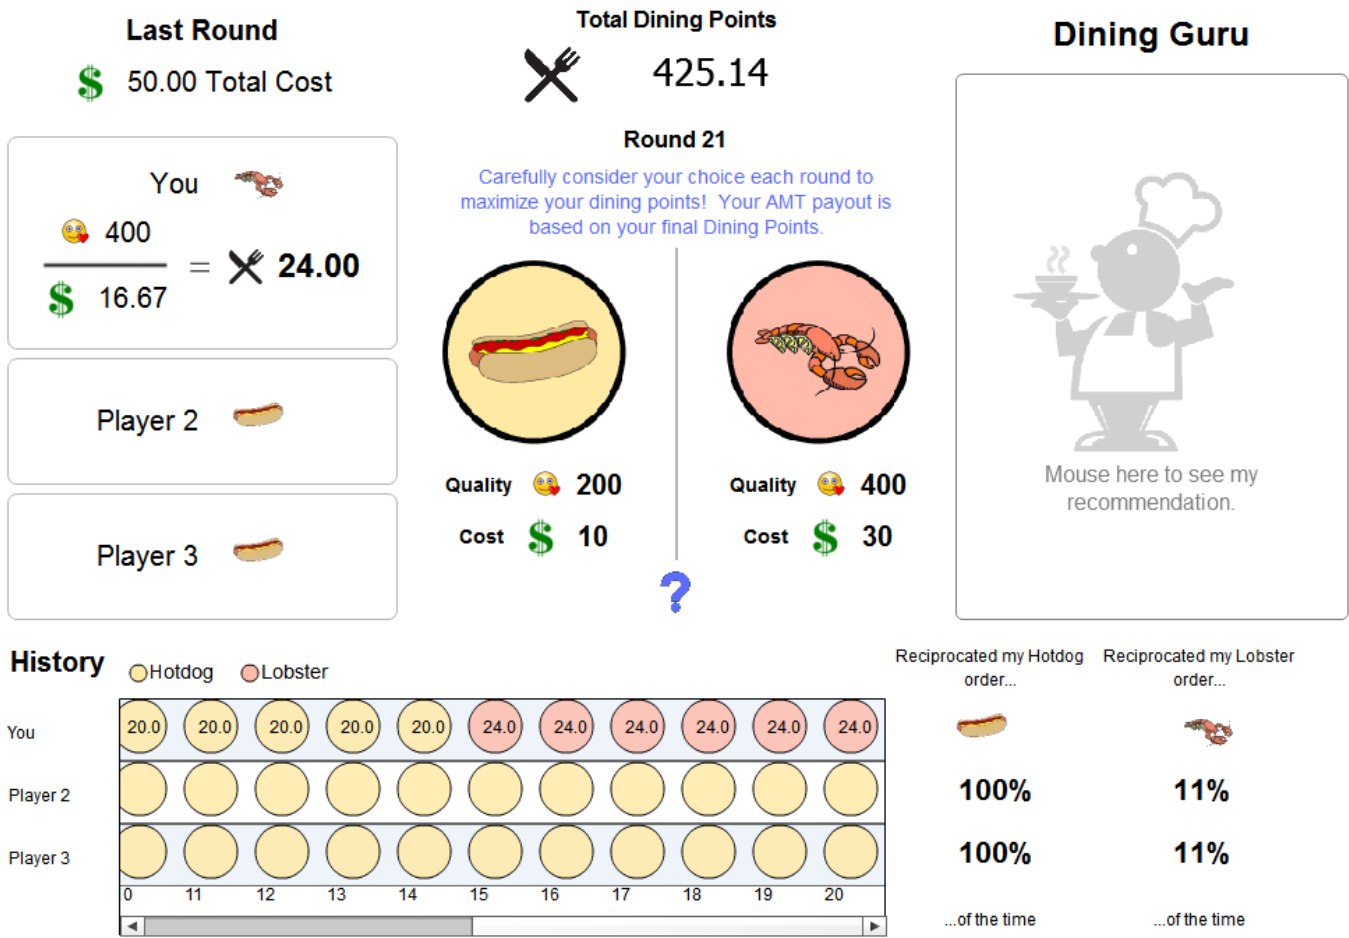 Last Round
$ 50.00 Total Cost
You
400
$ 16.67
= 24.00
Player 2
Player 3
Total Dining Points
425.14
Round 21
Carefully consider your choice each round to
maximize your dining points! Your AMT payout is
based on your final Dining Points.
Quality 200
Cost $ 10
Quality 400
Cost $ 30
?
Dining Guru
Mouse here to see my
recommendation.
History
Hotdog Lobster
You 20.0 20.0 20.0 20.0 20.0 24.0 24.0 24.0 24.0 24.0 24.0
Player 2
Player 3
0 11 12 13 14 15 16 17 18 19 20
Reciprocated my Hotdog
order...
100%
100%
...of the time
Reciprocated my Lobster
order...
11%
11%
...of the time